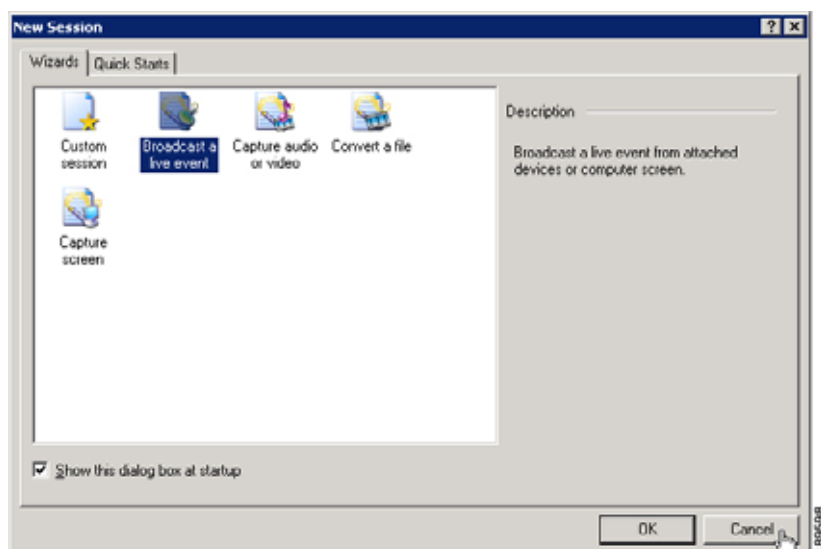 New Session
Wizards
Quick Starts
Custom
session
Broadcast a
live event
Capture audio
or video
Convert a file
Capture
screen
Description
Broadcast a live event from attached
devices or computer screen.
Show this dialog box at startup
OK
Cancel